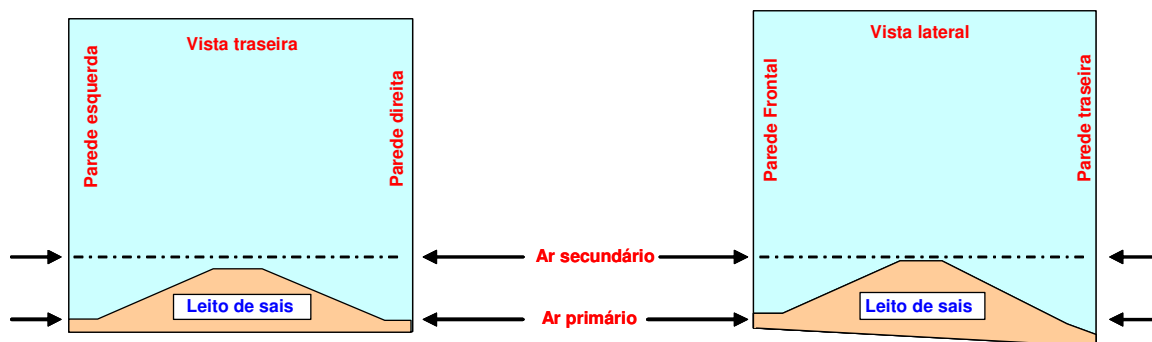 Vista traseira
Parede esquerda
Parede direita
Leito de sais
Ar secundário
Ar primário
Vista lateral
Parede Frontal
Parede traseira
Leito de sais